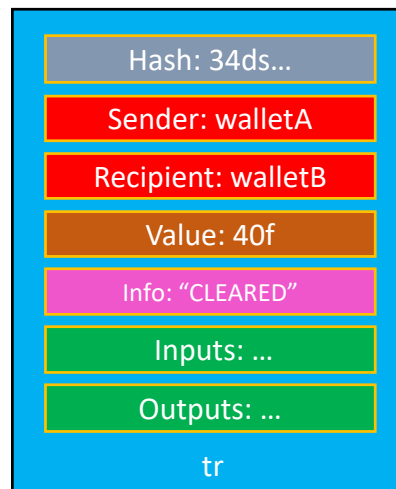 Hash: 34ds...
Sender: walletA
Recipient: walletB
Value: 40f
Info: “CLEARED”
Inputs: ...
Outputs: ...
tr